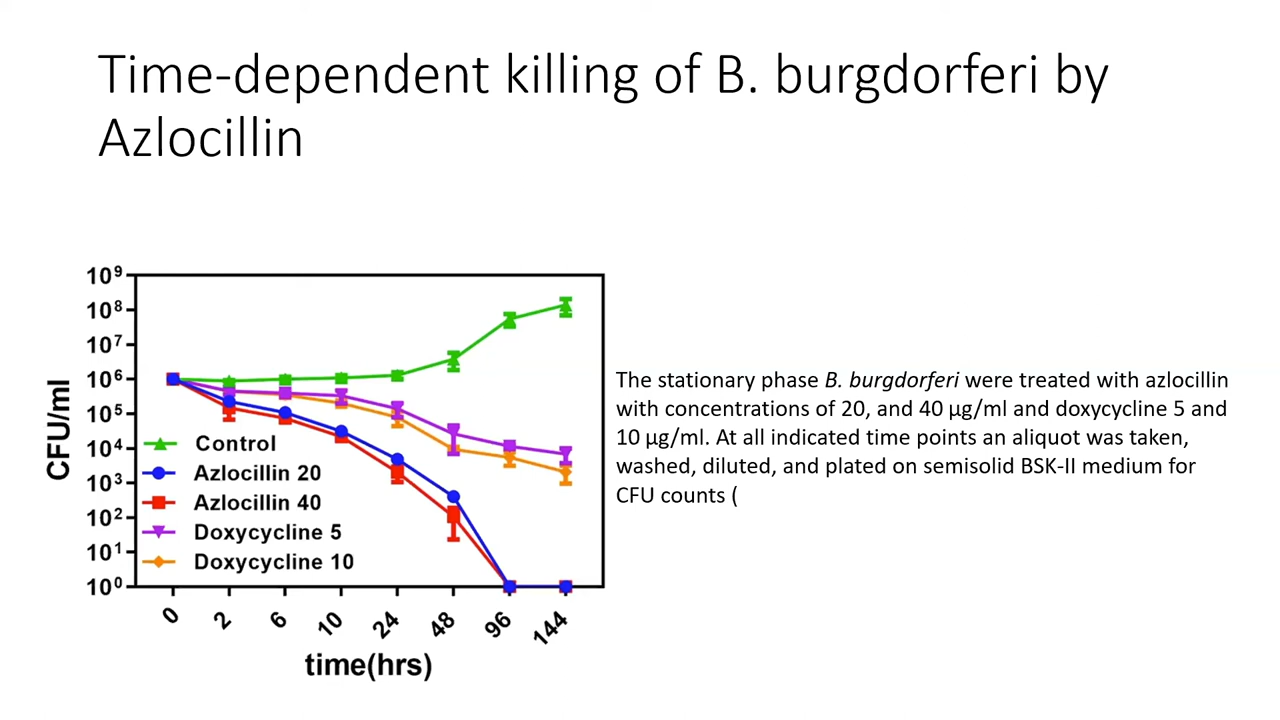 Time-dependent killing of B. burgdorferi by
Azlocillin
10⁹
10⁸
10⁷
10⁶
10⁵
10⁴
10³
10²
10¹
10⁰
CFU/ml
Control
Azlocillin 20
Azlocillin 40
Doxycycline 5
Doxycycline 10
0 2 6 10 24 48 96 144
time(hrs)
The stationary phase B. burgdorferi were treated with azlocillin
with concentrations of 20, and 40 µg/ml and doxycycline 5 and
10 µg/ml. At all indicated time points an aliquot was taken,
washed, diluted, and plated on semisolid BSK-II medium for
CFU counts (